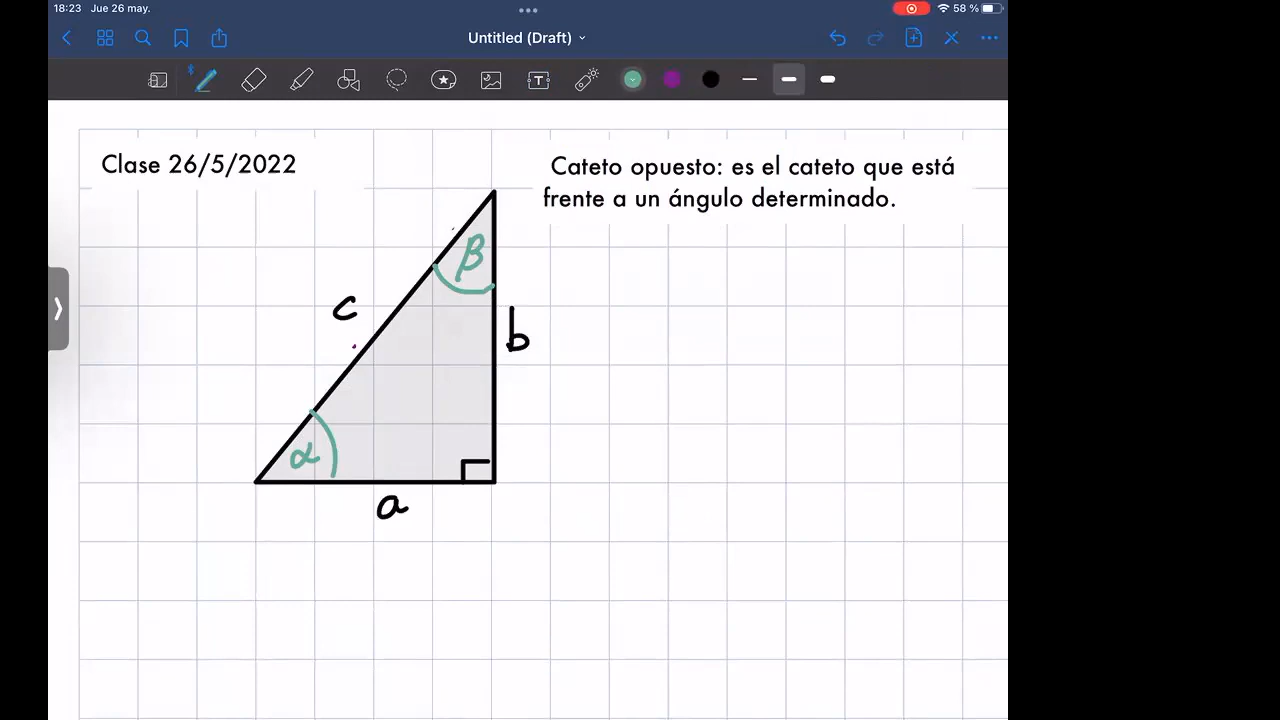 18:23 Jue 26 may.
58 %
Untitled (Draft)
T
Clase 26/5/2022
Cateto opuesto: es el cateto que está
frente a un ángulo determinado.
β
c
b
α
a